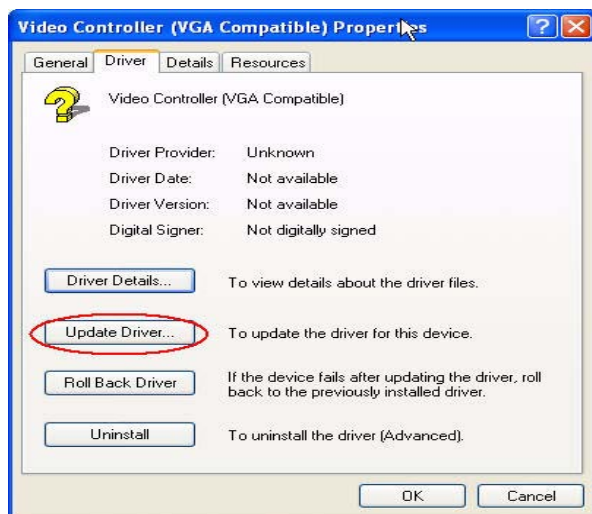 Video Controller (VGA Compatible) Properties
General Driver Details Resources
Video Controller (VGA Compatible)
Driver Provider: Unknown
Driver Date: Not available
Driver Version: Not available
Digital Signer: Not digitally signed
Driver Details... To view details about the driver files.
Update Driver... To update the driver for this device.
Roll Back Driver If the device fails after updating the driver, roll
back to the previously installed driver.
Uninstall To uninstall the driver (Advanced).
OK Cancel